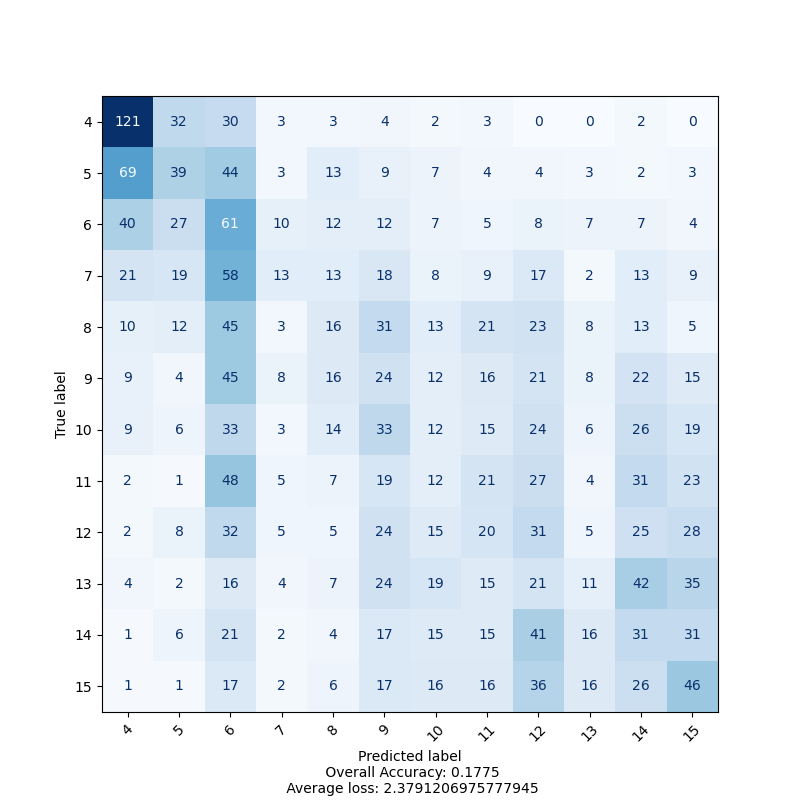 4 121 32 30 3 3 4 2 3 0 0 2 0
5 69 39 44 3 13 9 7 4 4 3 2 3
6 40 27 61 10 12 12 7 5 8 7 7 4
7 21 19 58 13 13 18 8 9 17 2 13 9
8 10 12 45 3 16 31 13 21 23 8 13 5
9 9 4 45 8 16 24 12 16 21 8 22 15
10 9 6 33 3 14 33 12 15 24 6 26 19
11 2 1 48 5 7 19 12 21 27 4 31 23
12 2 8 32 5 5 24 15 20 31 5 25 28
13 4 2 16 4 7 24 19 15 21 11 42 35
14 1 6 21 2 4 17 15 15 41 16 31 31
15 1 1 17 2 6 17 16 16 36 16 26 46
True label
4 5 6 7 8 9 10 11 12 13 14 15
Predicted label
Overall Accuracy: 0.1775
Average loss: 2.3791206975777945